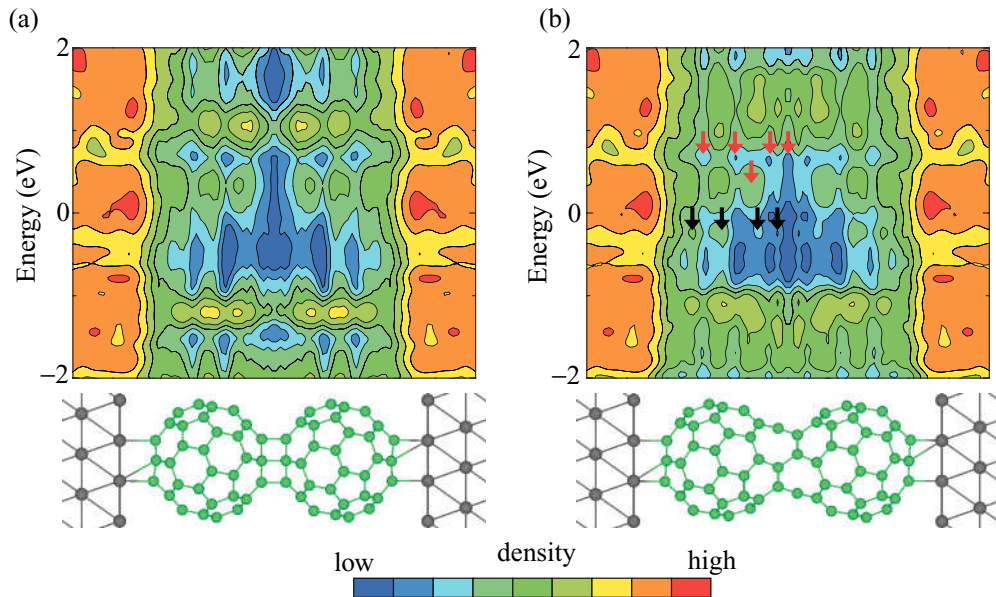 (a)
(b)
Energy (eV)
2
0
−2
Energy (eV)
2
0
−2
low
density
high